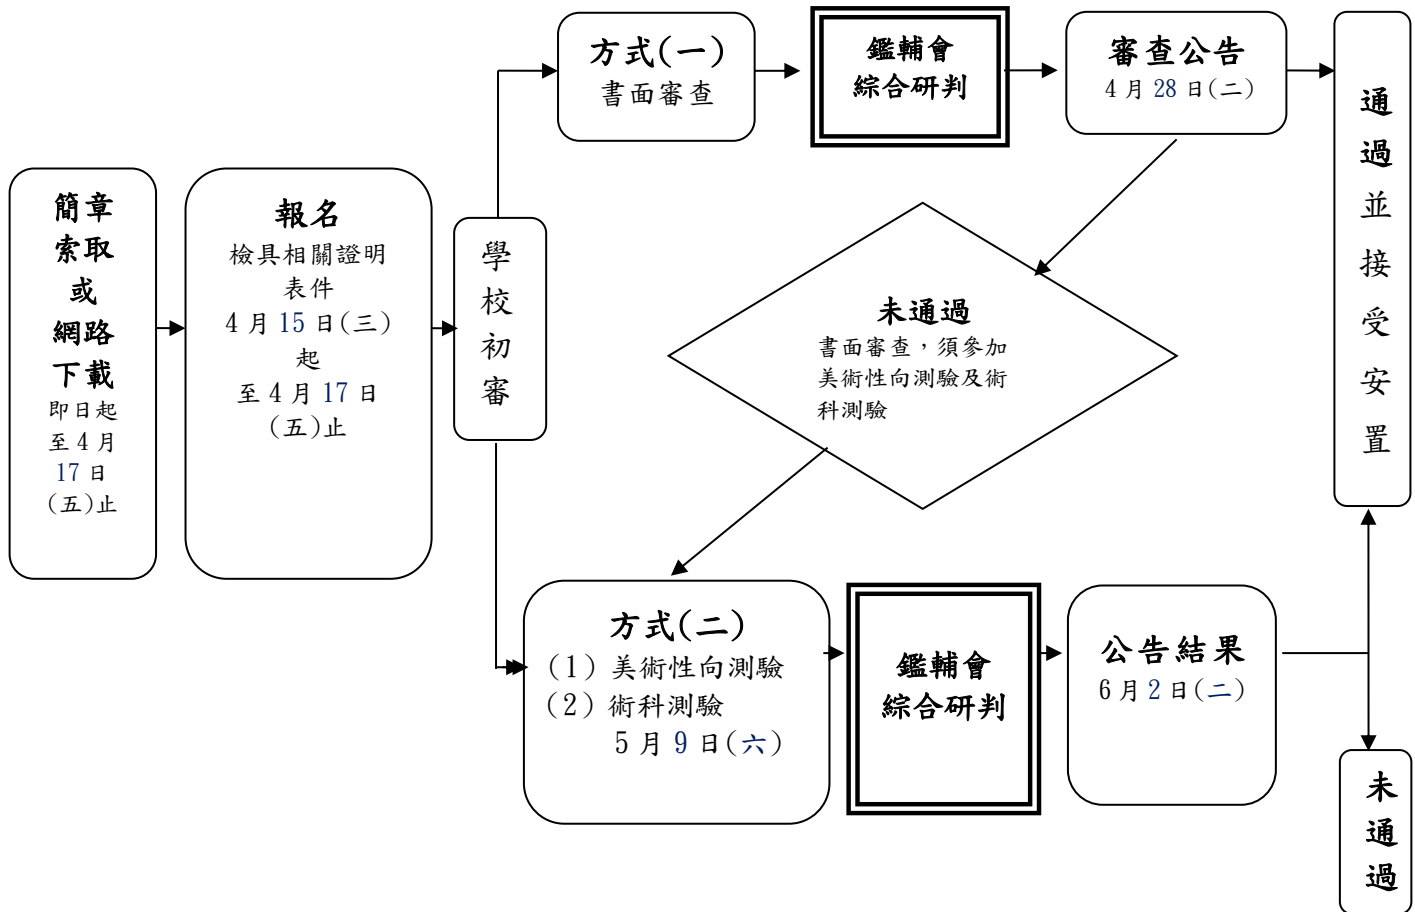 簡章
索取
或
網路
下載
即日起
至4月
17日
(五)止
報名
檢具相關證明
表件
4月15日(三)
起
至4月17日
(五)止
學
校
初
審
方式(一)
書面審查
鑑輔會
綜合研判
審查公告
4月28日(二)
未通過
書面審查，須參加
美術性向測驗及術
科測驗
方式(二)
(1)美術性向測驗
(2)術科測驗
5月9日(六)
鑑輔會
綜合研判
公告結果
6月2日(二)
通
過
並
接
受
安
置
未
通
過